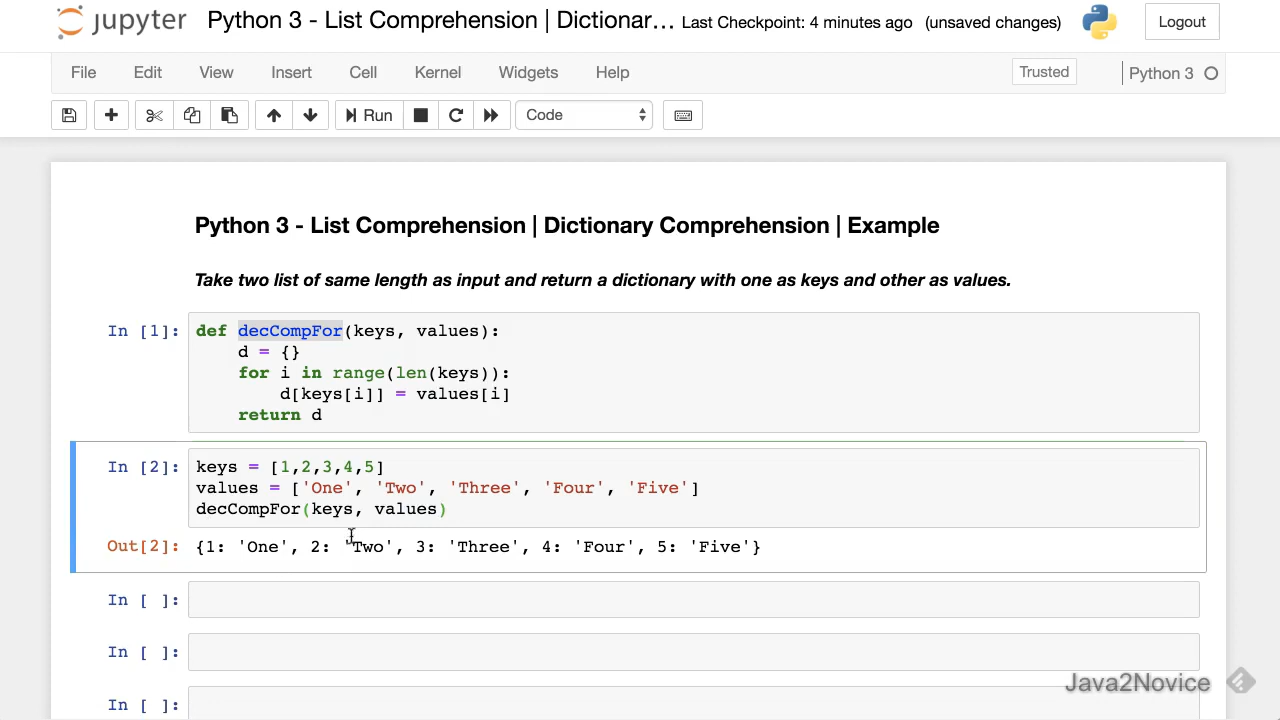 jupyter Python 3 - List Comprehension | Dictionar... Last Checkpoint: 4 minutes ago (unsaved changes) Logout
File Edit View Insert Cell Kernel Widgets Help Trusted Python 3
Run Code
Python 3 - List Comprehension | Dictionary Comprehension | Example
Take two list of same length as input and return a dictionary with one as keys and other as values.
In [1]: def decCompFor(keys, values):
d = {}
for i in range(len(keys)):
d[keys[i]] = values[i]
return d
In [2]: keys = [1,2,3,4,5]
values = ['One', 'Two', 'Three', 'Four', 'Five']
decCompFor(keys, values)
Out[2]: {1: 'One', 2: 'Two', 3: 'Three', 4: 'Four', 5: 'Five'}
In [ ]:
In [ ]:
Java2Novice
In [ ]: